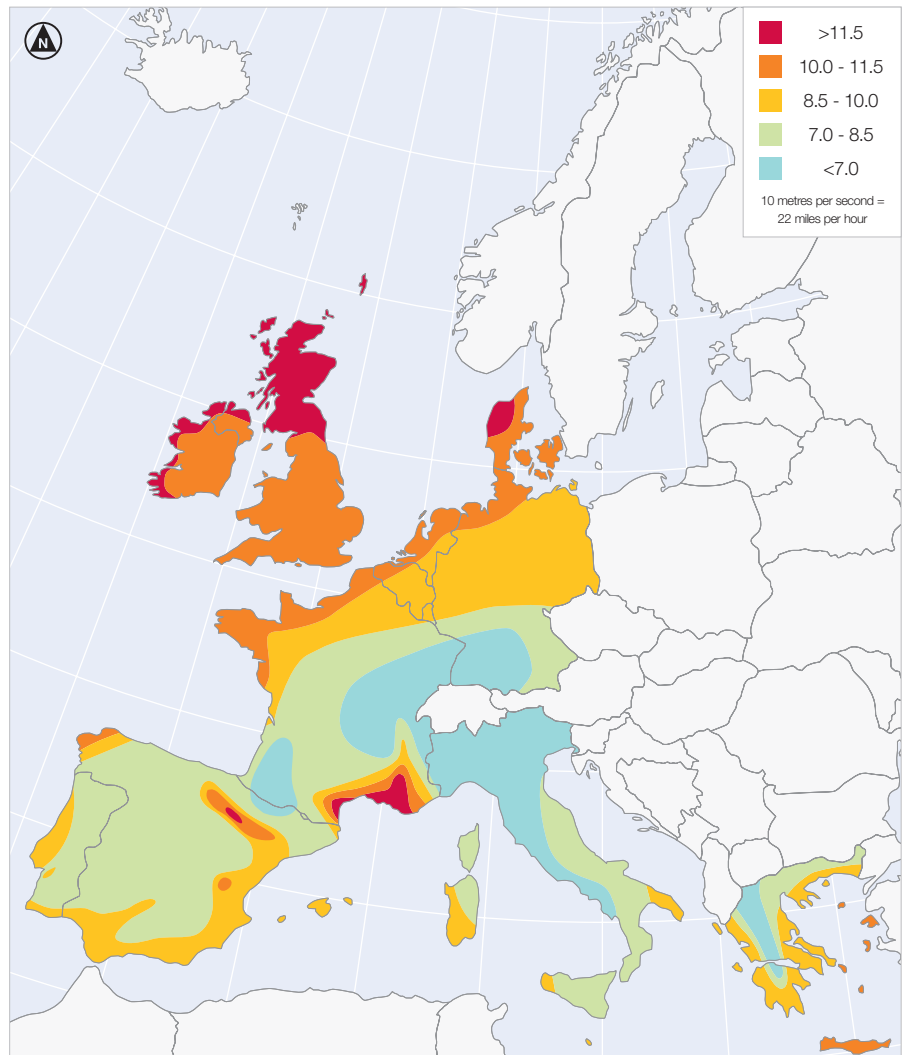 N
>11.5
10.0 - 11.5
8.5 - 10.0
7.0 - 8.5
<7.0
10 metres per second =
22 miles per hour